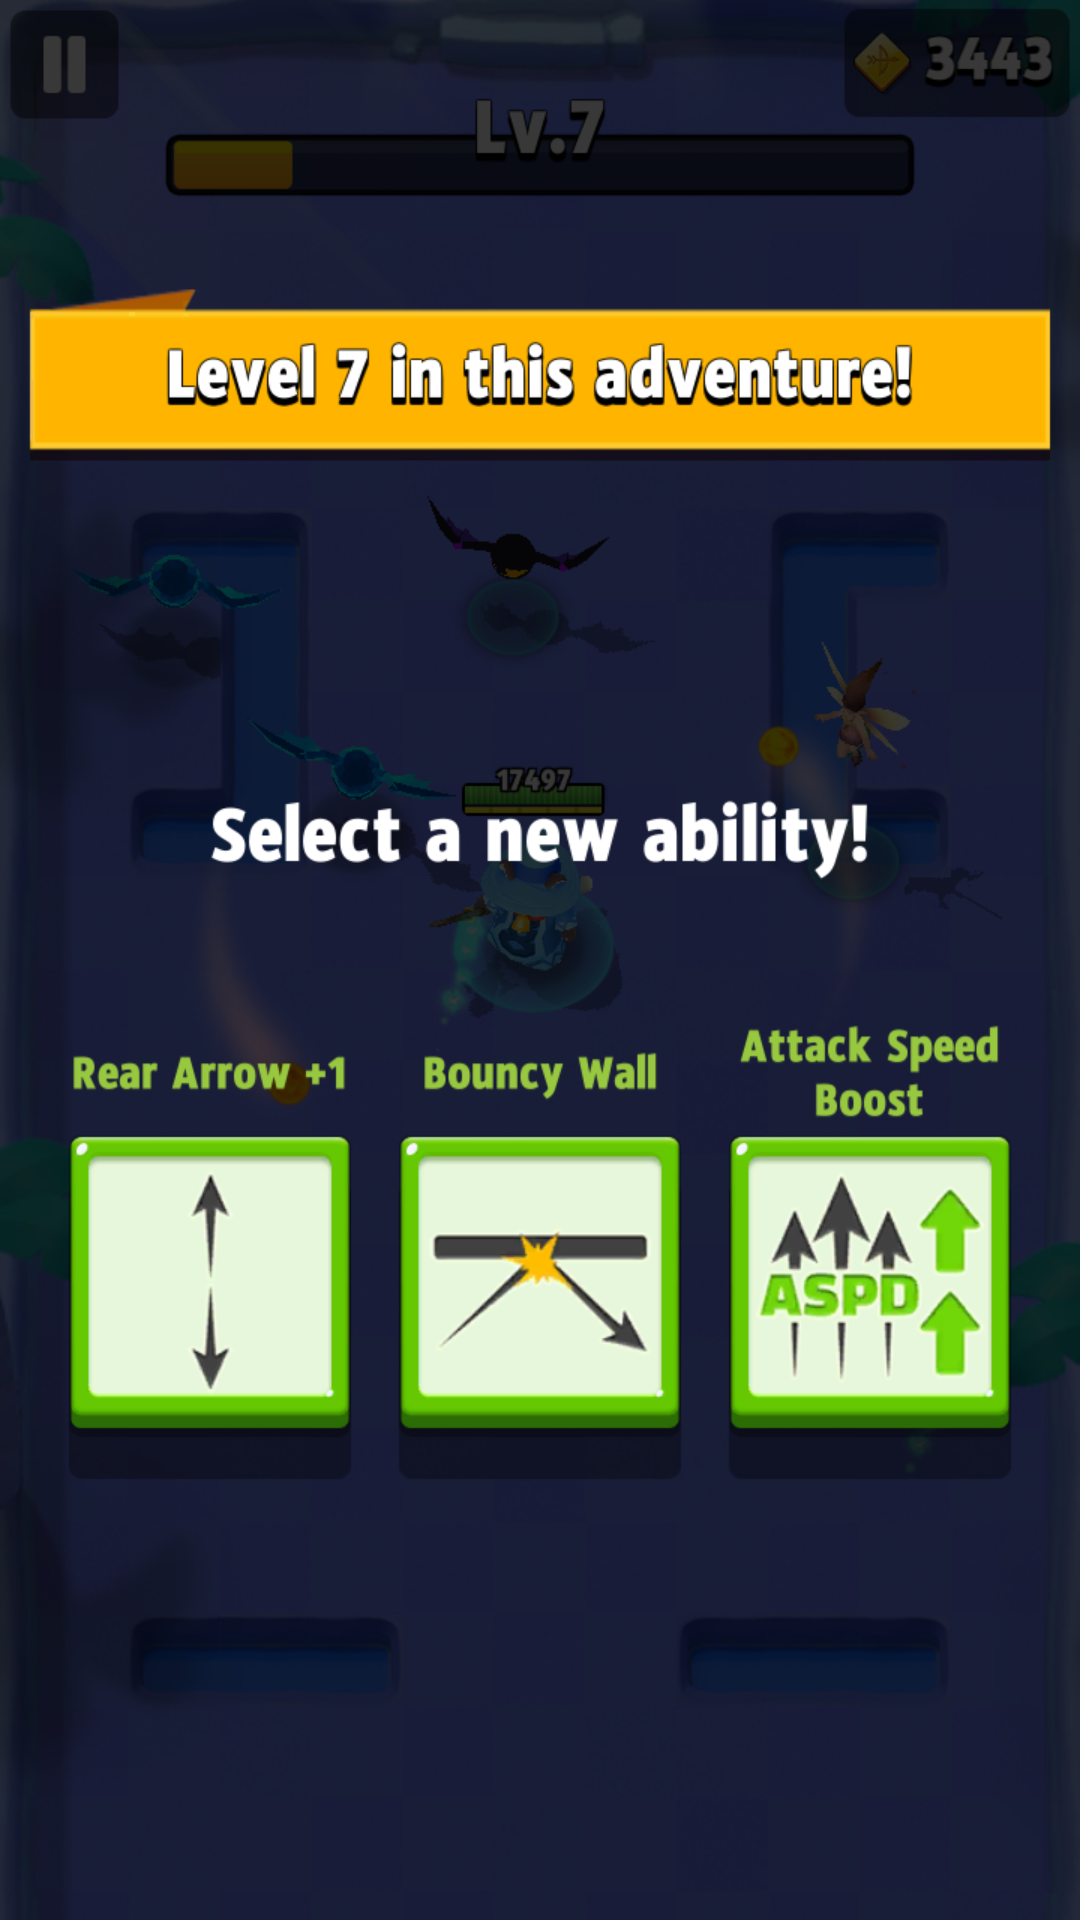 3443
Lv.7
Level 7 in this adventure!
17497
Select a new ability!
Rear Arrow +1
Bouncy Wall
Attack Speed
Boost
ASPD